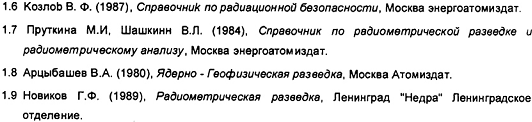 1.6 Козлоb В. Ф. (1987), Справочник по радиационной безопасности, Москва энергоатомиздат.
1.7 Пруткина М.И, Шашкинн В.Л. (1984), Справочник по радиометрической разведке и
радиометрическому анализу, Москва энергоатомиздат.
1.8 Арцыбашев В.А. (1980), Ядерно - Геофизическая разведка, Москва Атомиздат.
1.9 Новиков Г.Ф. (1989), Радиометрическая разведка, Ленинград "Недра" Ленинградское
отделение.